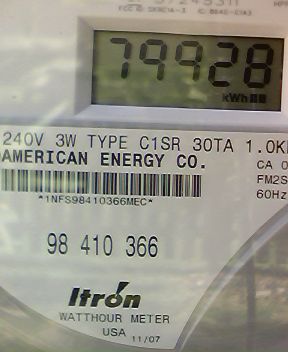 79928
kWh
240V 3W TYPE C1SR 30TA 1.0K
AMERICAN ENERGY CO.
CA
FM2S
60Hz
*1NFS98410366MEC*
98 410 366
Itrón
WATTHOUR METER
USA 11/07